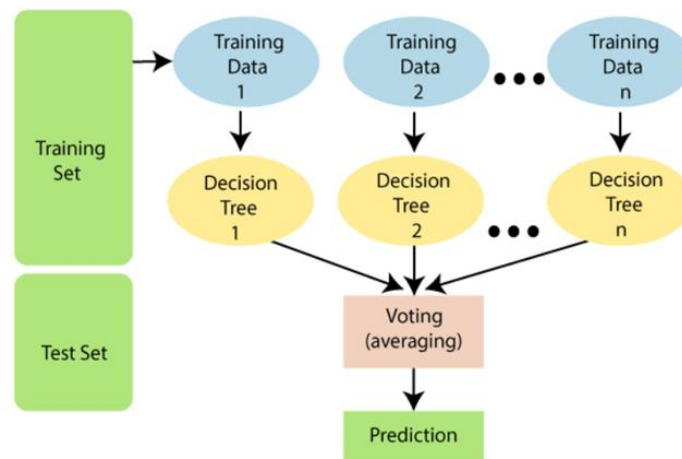 Training
Set
Training
Data
1
Training
Data
2
Training
Data
n
Decision
Tree
1
Decision
Tree
2
Decision
Tree
n
Test Set
Voting
(averaging)
Prediction